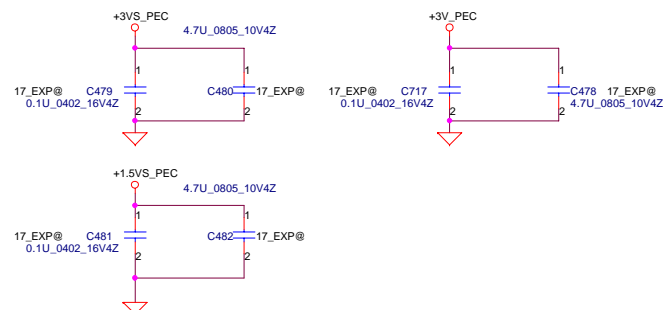 +3VS_PEC
4.7U_0805_10V4Z
1
1
17_EXP@
C479
C480
17_EXP@
0.1U_0402_16V4Z
2
2
+3V_PEC
1
1
17_EXP@
C717
C478
17_EXP@
0.1U_0402_16V4Z
4.7U_0805_10V4Z
2
2
+1.5VS_PEC
4.7U_0805_10V4Z
1
1
17_EXP@
C481
C482
17_EXP@
0.1U_0402_16V4Z
2
2